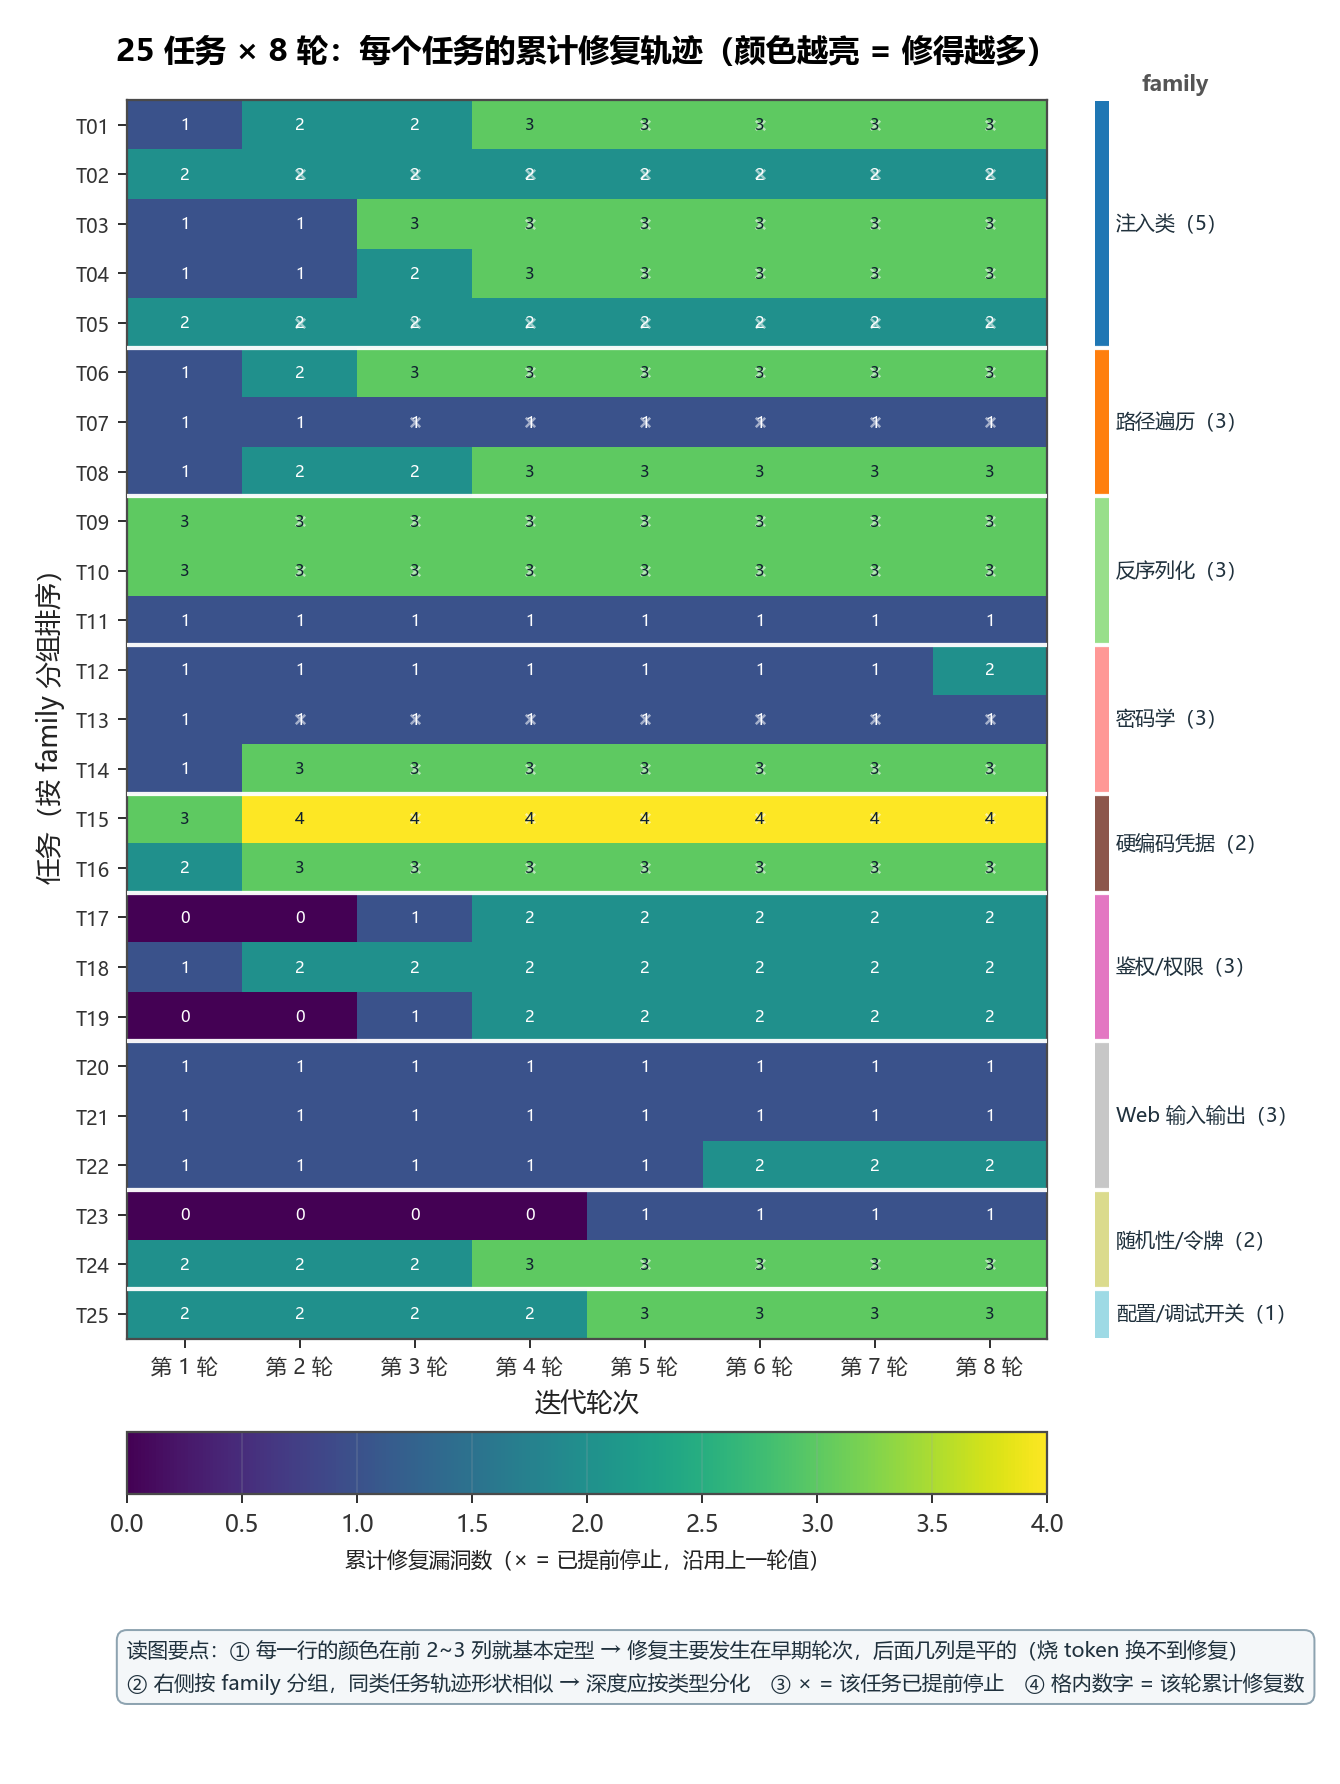 25 任务 × 8 轮：每个任务的累计修复轨迹（颜色越亮 = 修得越多）
family
T01 1 2 2 3 3 3 3 3
T02 2 2 2 2 2 2 2 2
T03 1 1 3 3 3 3 3 3
注入类（5）
T04 1 1 2 3 3 3 3 3
T05 2 2 2 2 2 2 2 2
T06 1 2 3 3 3 3 3 3
T07 1 1 1 1 1 1 1 1
路径遍历（3）
T08 1 2 2 3 3 3 3 3
T09 3 3 3 3 3 3 3 3
T10 3 3 3 3 3 3 3 3
反序列化（3）
T11 1 1 1 1 1 1 1 1
T12 1 1 1 1 1 1 1 2
T13 1 1 1 1 1 1 1 1
密码学（3）
T14 1 3 3 3 3 3 3 3
T15 3 4 4 4 4 4 4 4
硬编码凭据（2）
T16 2 3 3 3 3 3 3 3
T17 0 0 1 2 2 2 2 2
T18 1 2 2 2 2 2 2 2
鉴权/权限（3）
T19 0 0 1 2 2 2 2 2
T20 1 1 1 1 1 1 1 1
T21 1 1 1 1 1 1 1 1
Web 输入输出（3）
T22 1 1 1 1 1 2 2 2
T23 0 0 0 0 1 1 1 1
随机性/令牌（2）
T24 2 2 2 3 3 3 3 3
T25 2 2 2 2 3 3 3 3
配置/调试开关（1）
任务（按 family 分组排序）
第 1 轮 第 2 轮 第 3 轮 第 4 轮 第 5 轮 第 6 轮 第 7 轮 第 8 轮
迭代轮次
0.0 0.5 1.0 1.5 2.0 2.5 3.0 3.5 4.0
累计修复漏洞数（× = 已提前停止，沿用上一轮值）
读图要点：① 每一行的颜色在前 2~3 列就基本定型 → 修复主要发生在早期轮次，后面几列是平的（烧 token 换不到修复）
② 右侧按 family 分组，同类任务轨迹形状相似 → 深度应按类型分化 ③ × = 该任务已提前停止 ④ 格内数字 = 该轮累计修复数